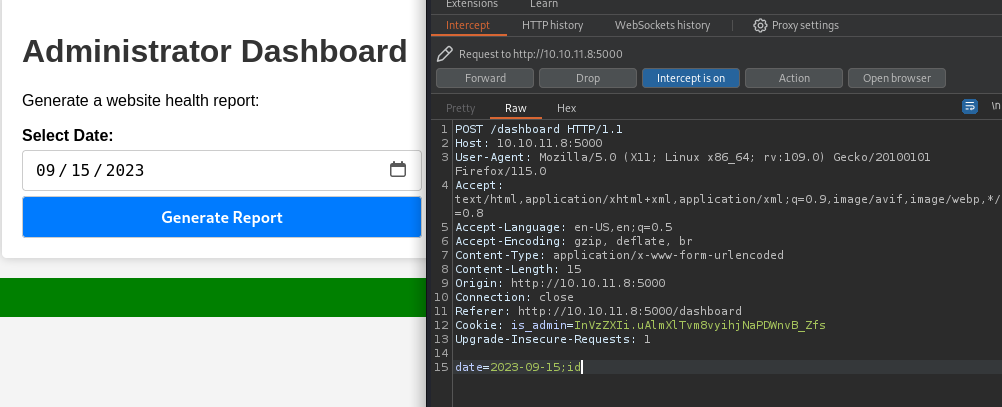 Administrator Dashboard
Generate a website health report:
Select Date:
09/15/2023
Generate Report
Extensions Learn
Intercept HTTP history WebSockets history Proxy settings
Request to http://10.10.11.8:5000
Forward Drop Intercept is on Action Open browser
Pretty Raw Hex \n
1 POST /dashboard HTTP/1.1
2 Host: 10.10.11.8:5000
3 User-Agent: Mozilla/5.0 (X11; Linux x86_64; rv:109.0) Gecko/20100101
Firefox/115.0
4 Accept:
text/html,application/xhtml+xml,application/xml;q=0.9,image/avif,image/webp,*/
=0.8
5 Accept-Language: en-US,en;q=0.5
6 Accept-Encoding: gzip, deflate, br
7 Content-Type: application/x-www-form-urlencoded
8 Content-Length: 15
9 Origin: http://10.10.11.8:5000
10 Connection: close
11 Referer: http://10.10.11.8:5000/dashboard
12 Cookie: is_admin=InVzZXIi.uAlmXlTvm8vyihjNaPDWnvB_Zfs
13 Upgrade-Insecure-Requests: 1
14
15 date=2023-09-15;id